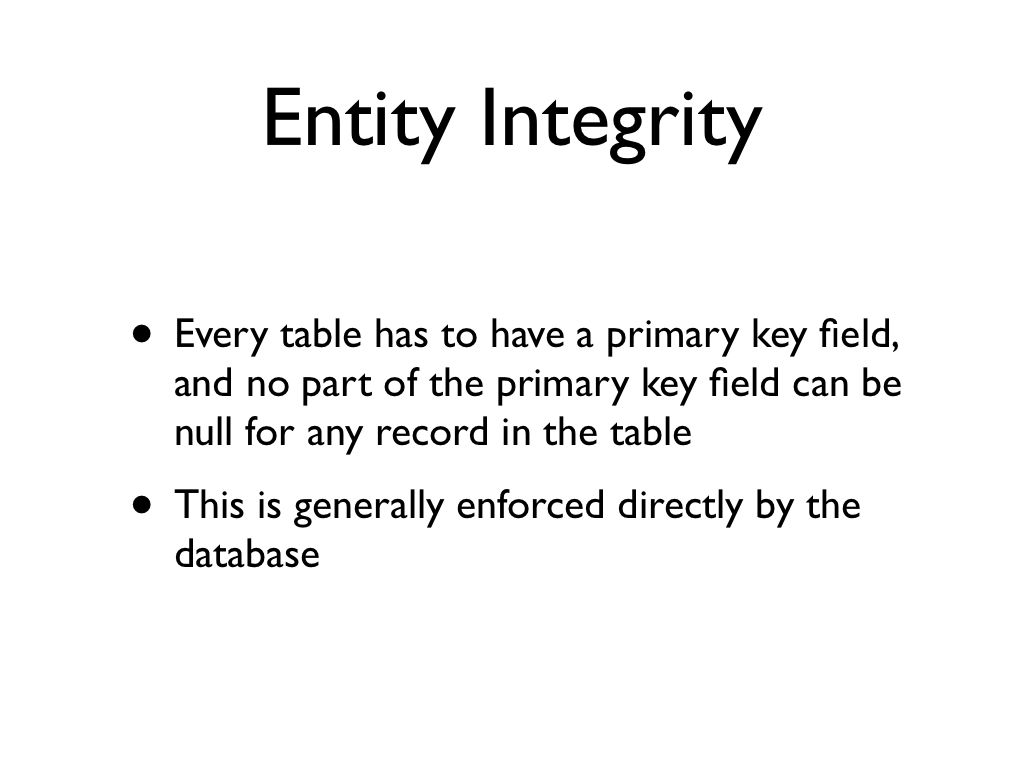 Entity Integrity
• Every table has to have a primary key field,
and no part of the primary key field can be
null for any record in the table
• This is generally enforced directly by the
database